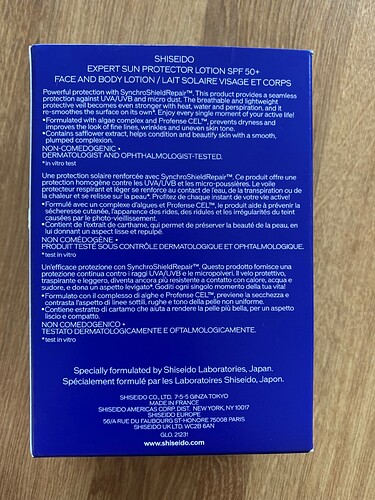 SHISEIDO
EXPERT SUN PROTECTOR LOTION SPF 50+
FACE AND BODY LOTION / LAIT SOLAIRE VISAGE ET CORPS
Powerful protection with SynchroShieldRepair™. This product provides a seamless
protection against UVA/UVB and micro dust. The breathable and lightweight
protective veil becomes even stronger with heat, water and perspiration, and it
re-smoothes the surface on its own*. Enjoy every single moment of your active life!
•Formulated with algae complex and Profense CEL™, prevents dryness and
improves the look of fine lines, wrinkles and uneven skin tone.
•Contains safflower extract, helps condition and beautify skin with a smooth,
plumped complexion.
NON-COMEDOGENIC •
DERMATOLOGIST AND OPHTHALMOLOGIST-TESTED.
*in vitro test
Une protection solaire renforcée avec SynchroShieldRepair™. Ce produit offre une
protection homogène contre les UVA/UVB et les micro-poussières. Le voile
protecteur respirant et léger se renforce au contact de l'eau, de la transpiration ou de
la chaleur et se relisse sur la peau*. Profitez de chaque instant de votre vie active!
•Formulé avec un complexe d'algues et Profense CEL™, le produit aide à prévenir la
sécheresse cutanée, l'apparence des rides, des ridules et les irrégularités du teint
causées par le photo-vieillissement.
•Contient de l'extrait de carthame, qui permet de préserver la beauté de la peau, en
lui donnant un aspect lisse et repulpé.
NON COMÉDOGÈNE •
PRODUIT TESTÉ SOUS CONTRÔLE DERMATOLOGIQUE ET OPHTALMOLOGIQUE.
*test in vitro
Un'efficace protezione con SynchroShieldRepair™. Questo prodotto fornisce una
protezione continua contro i raggi UVA/UVB e le micropolveri. Il velo protettivo,
traspirante e leggero, diventa ancora più resistente a contatto con calore, acqua e
sudore, e dona un aspetto levigato*. Goditi ogni singolo momento della tua vita!
•Formulato con il complesso di alghe e Profense CEL™, previene la secchezza e
contrasta l'aspetto di linee sottili, rughe e tono della pelle non uniforme.
•Contiene estratto di cartamo che aiuta a rendere la pelle più bella, per un aspetto
liscio e compatto.
NON COMEDOGENICO •
TESTATO DERMATOLOGICAMENTE E OFTALMOLOGICAMENTE.
*test in vitro
Specially formulated by Shiseido Laboratories, Japan.
Spécialement formulé par les Laboratoires Shiseido, Japon.
SHISEIDO CO., LTD. 7-5-5 GINZA TOKYO
MADE IN FRANCE
SHISEIDO AMERICAS CORP. DIST. NEW YORK, NY 10017
SHISEIDO EUROPE
56/A RUE DU FAUBOURG ST-HONORE 75008 PARIS
SHISEIDO UK LTD. WC2B 6AN
GLO. 21231
www.shiseido.com